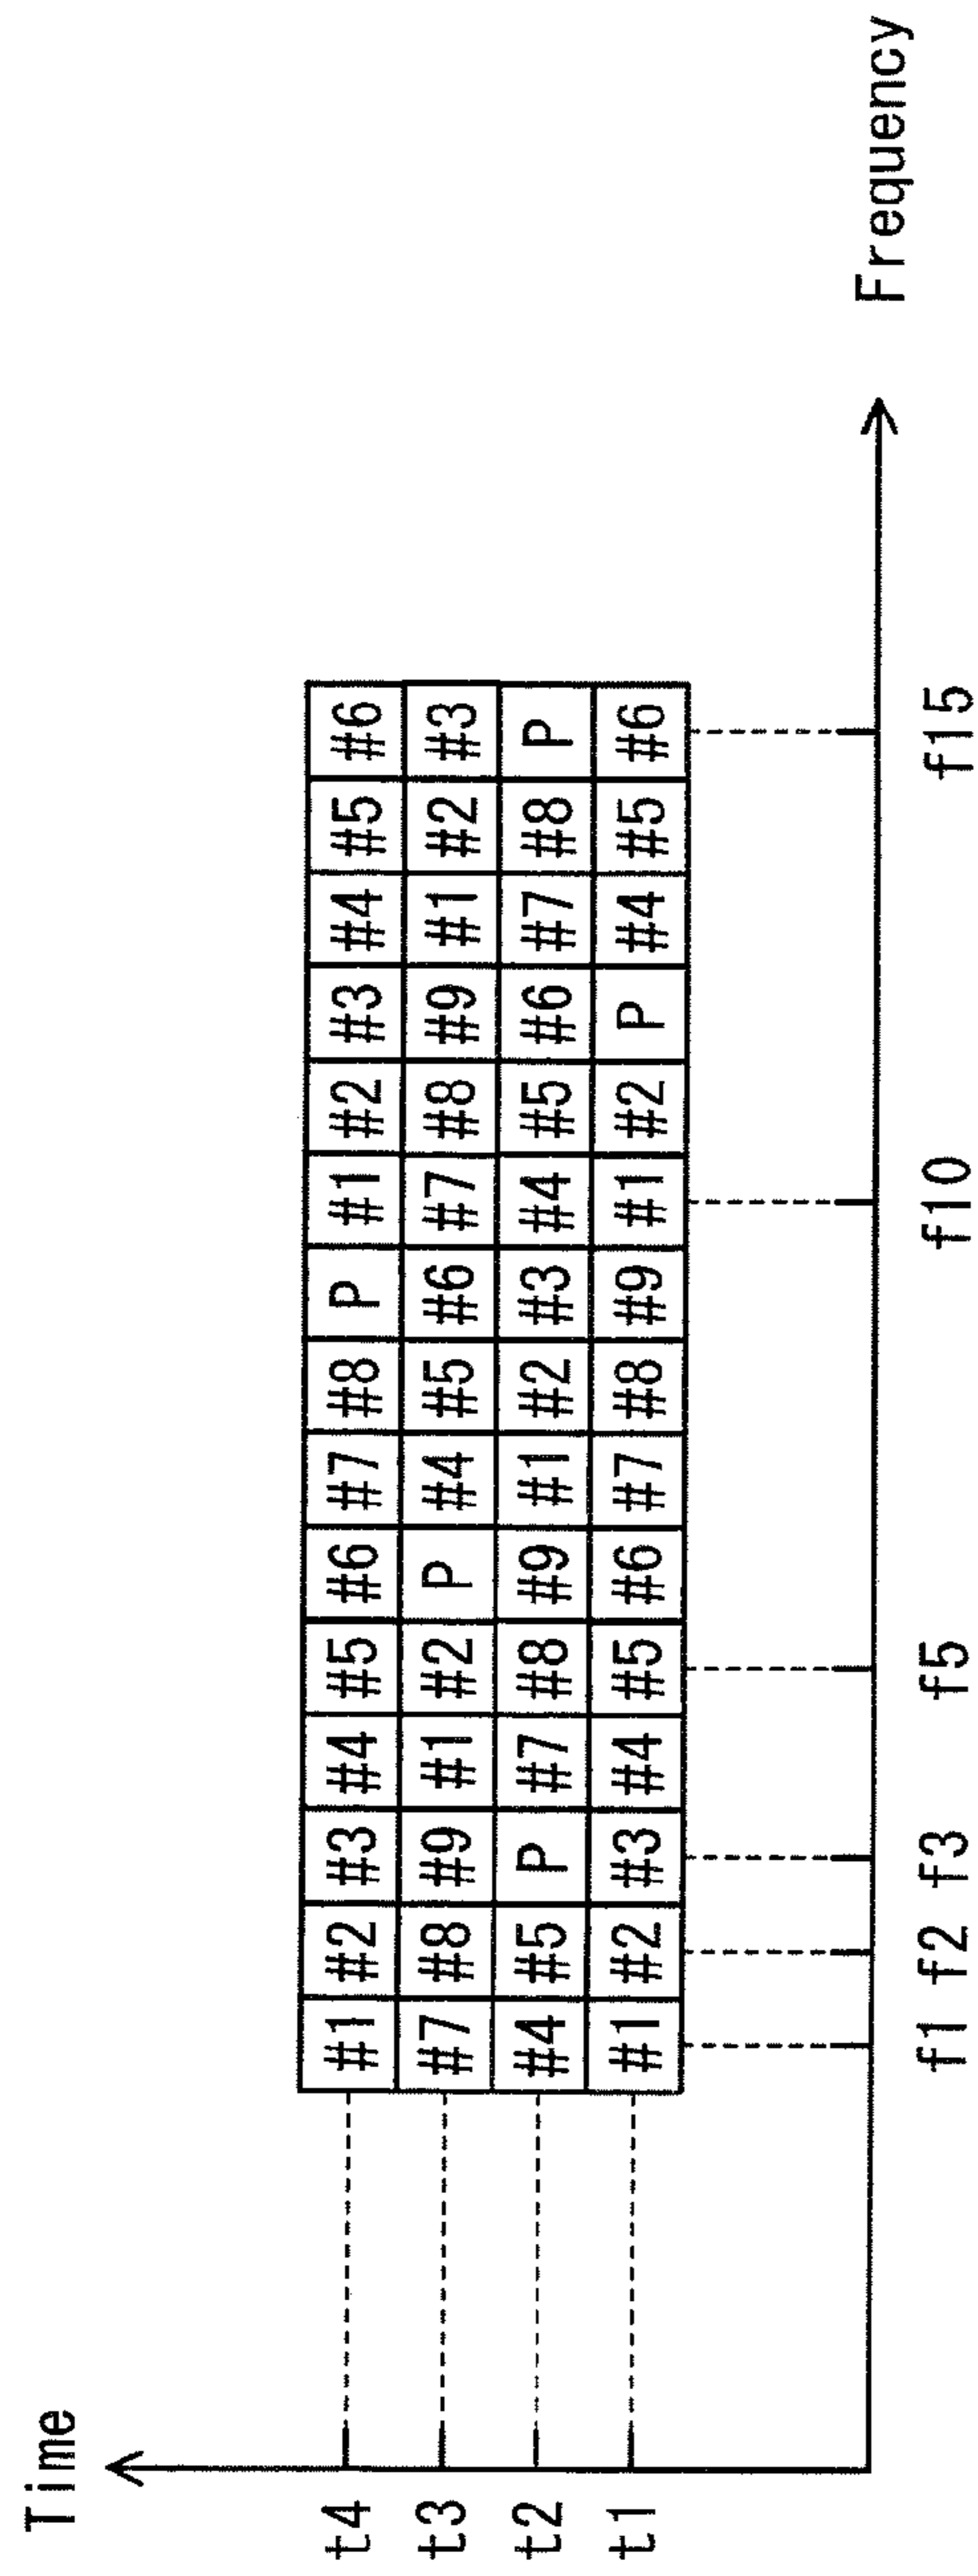 Time
t4 #1 #2 #3 #4 #5 #6 #7 #8 P #1 #2 #3 #4 #5 #6
t3 #7 #8 #9 #1 #2 P #4 #5 #6 #7 #8 #9 #1 #2 #3
t2 #4 #5 P #7 #8 #9 #1 #2 #3 #4 #5 #6 #7 #8 P
t1 #1 #2 #3 #4 #5 #6 #7 #8 #9 #1 #2 P #4 #5 #6
f1 f2 f3 f5 f10 f15
Frequency